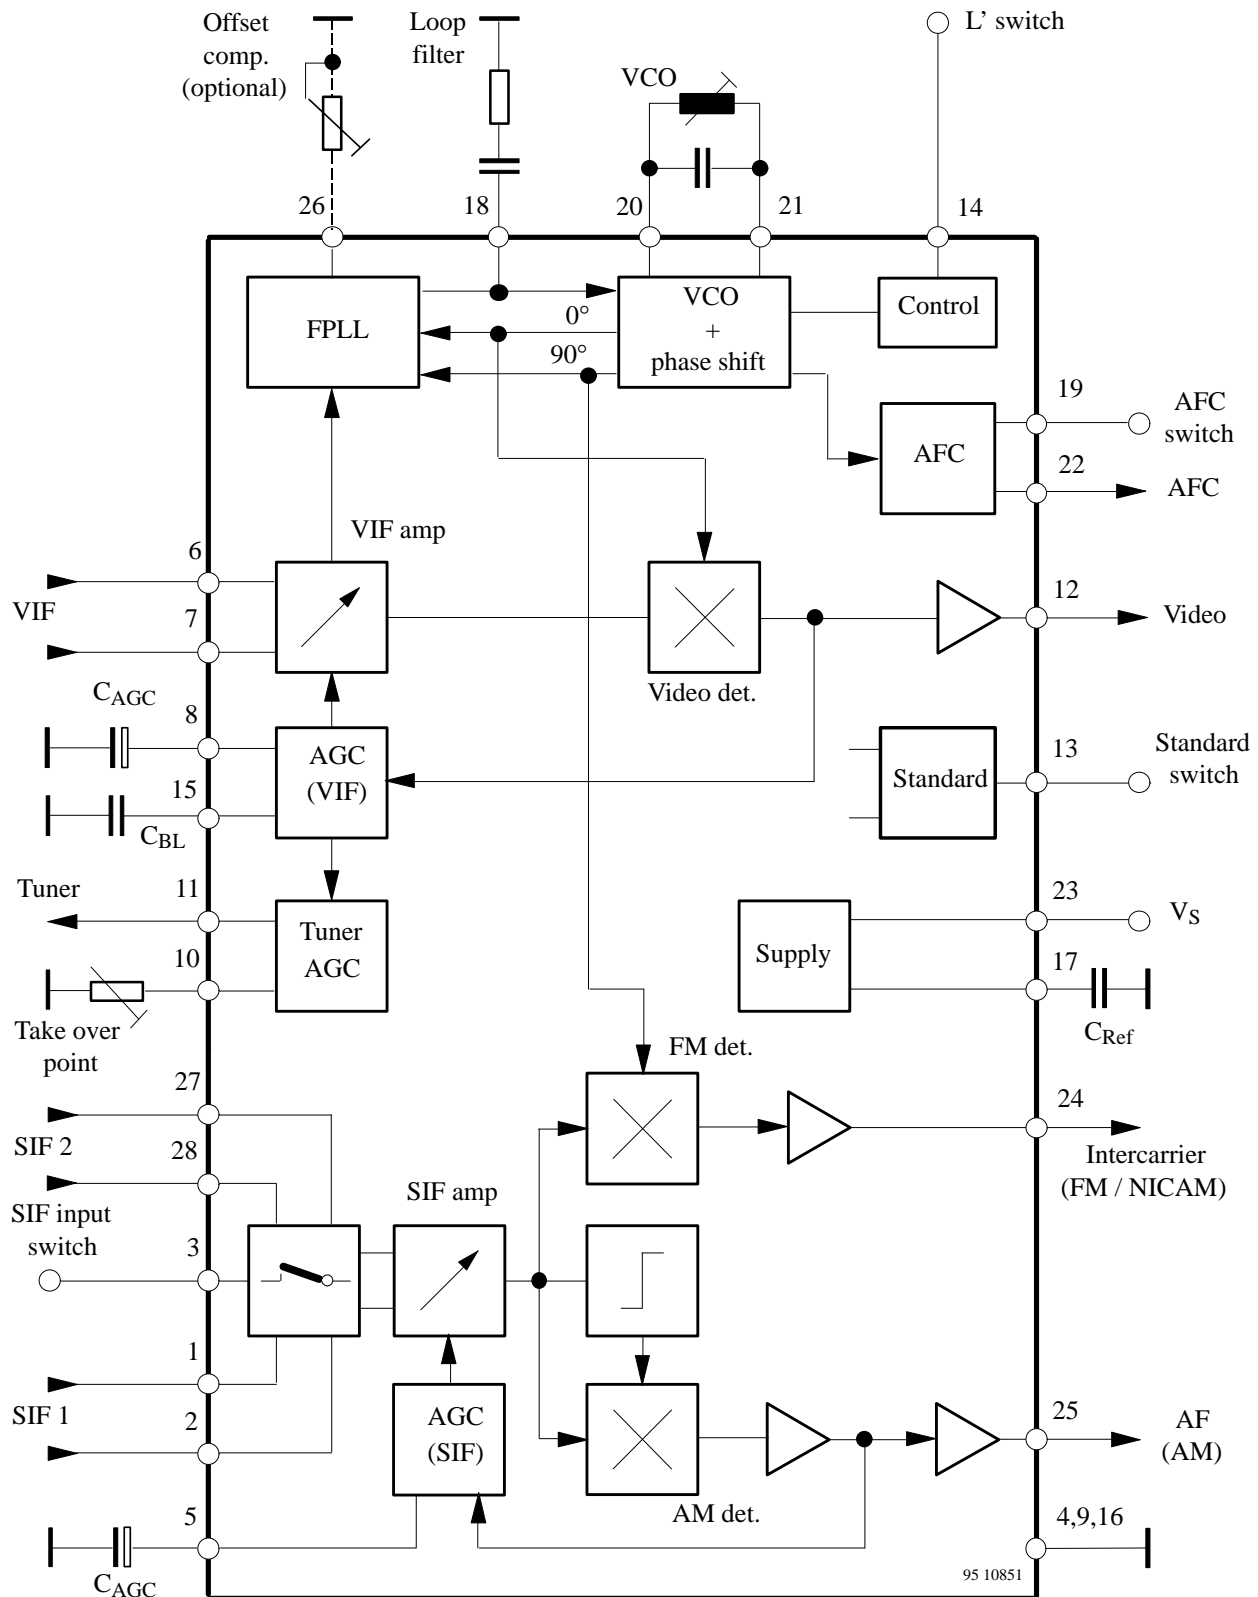 Offset
comp.
(optional)
Loop
filter
VCO
L’ switch
26
18
20
21
14
FPLL
0°
90°
VCO
+
phase shift
Control
19
AFC
switch
AFC
22
AFC
VIF amp
6
VIF
7
12
Video
Video det.
CAGC
8
AGC
(VIF)
15
CBL
13
Standard
switch
Standard
Tuner
11
Tuner
AGC
10
Take over
point
23
VS
Supply
17
CRef
FM det.
27
SIF 2
28
24
Intercarrier
(FM / NICAM)
SIF amp
SIF input
switch
3
1
SIF 1
2
AGC
(SIF)
AM det.
25
AF
(AM)
5
CAGC
4,9,16
95 10851